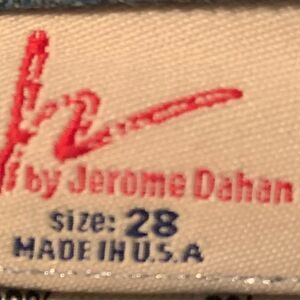 by Jerome Dahan
size: 28
MADE IN U.S.A